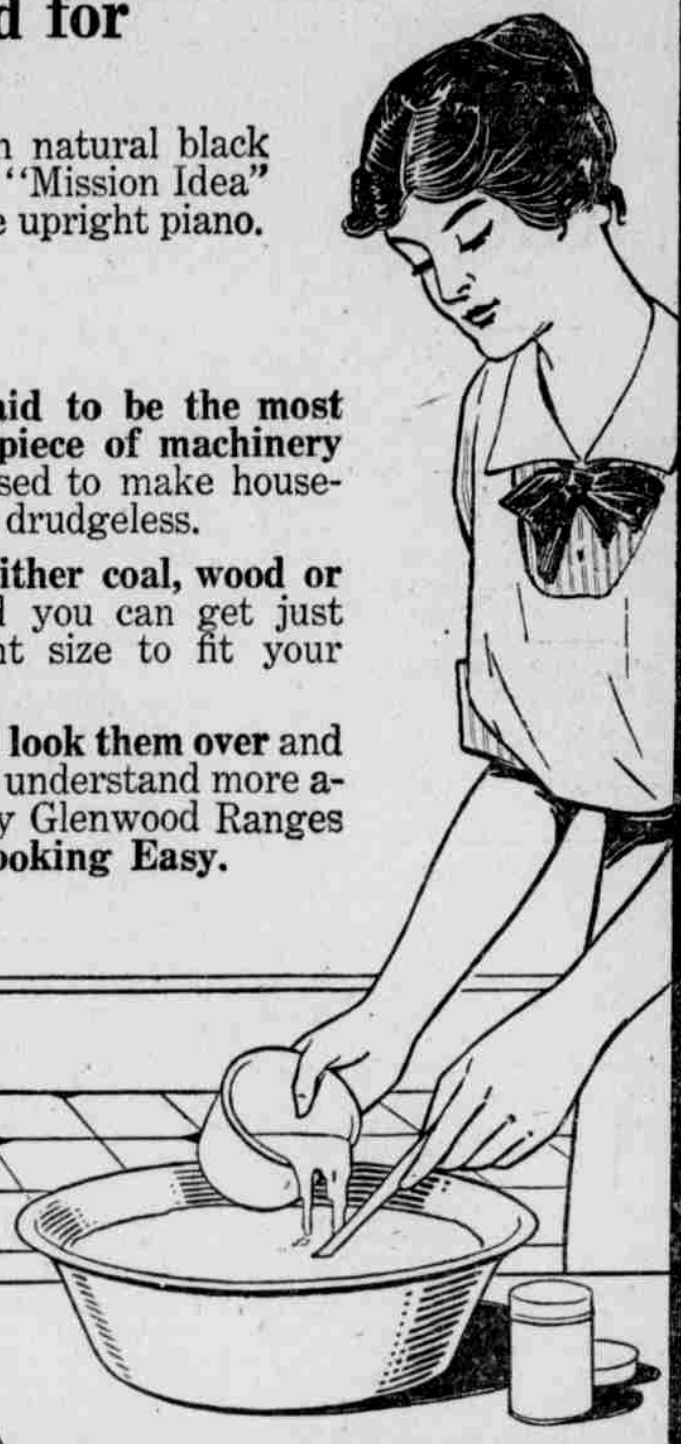 d for
n natural black
"Mission Idea"
e upright piano.
aid to be the most
piece of machinery
sed to make house-
drudgeless.
ither coal, wood or
d you can get just
nt size to fit your
look them over and
understand more a-
y Glenwood Ranges
ooking Easy.